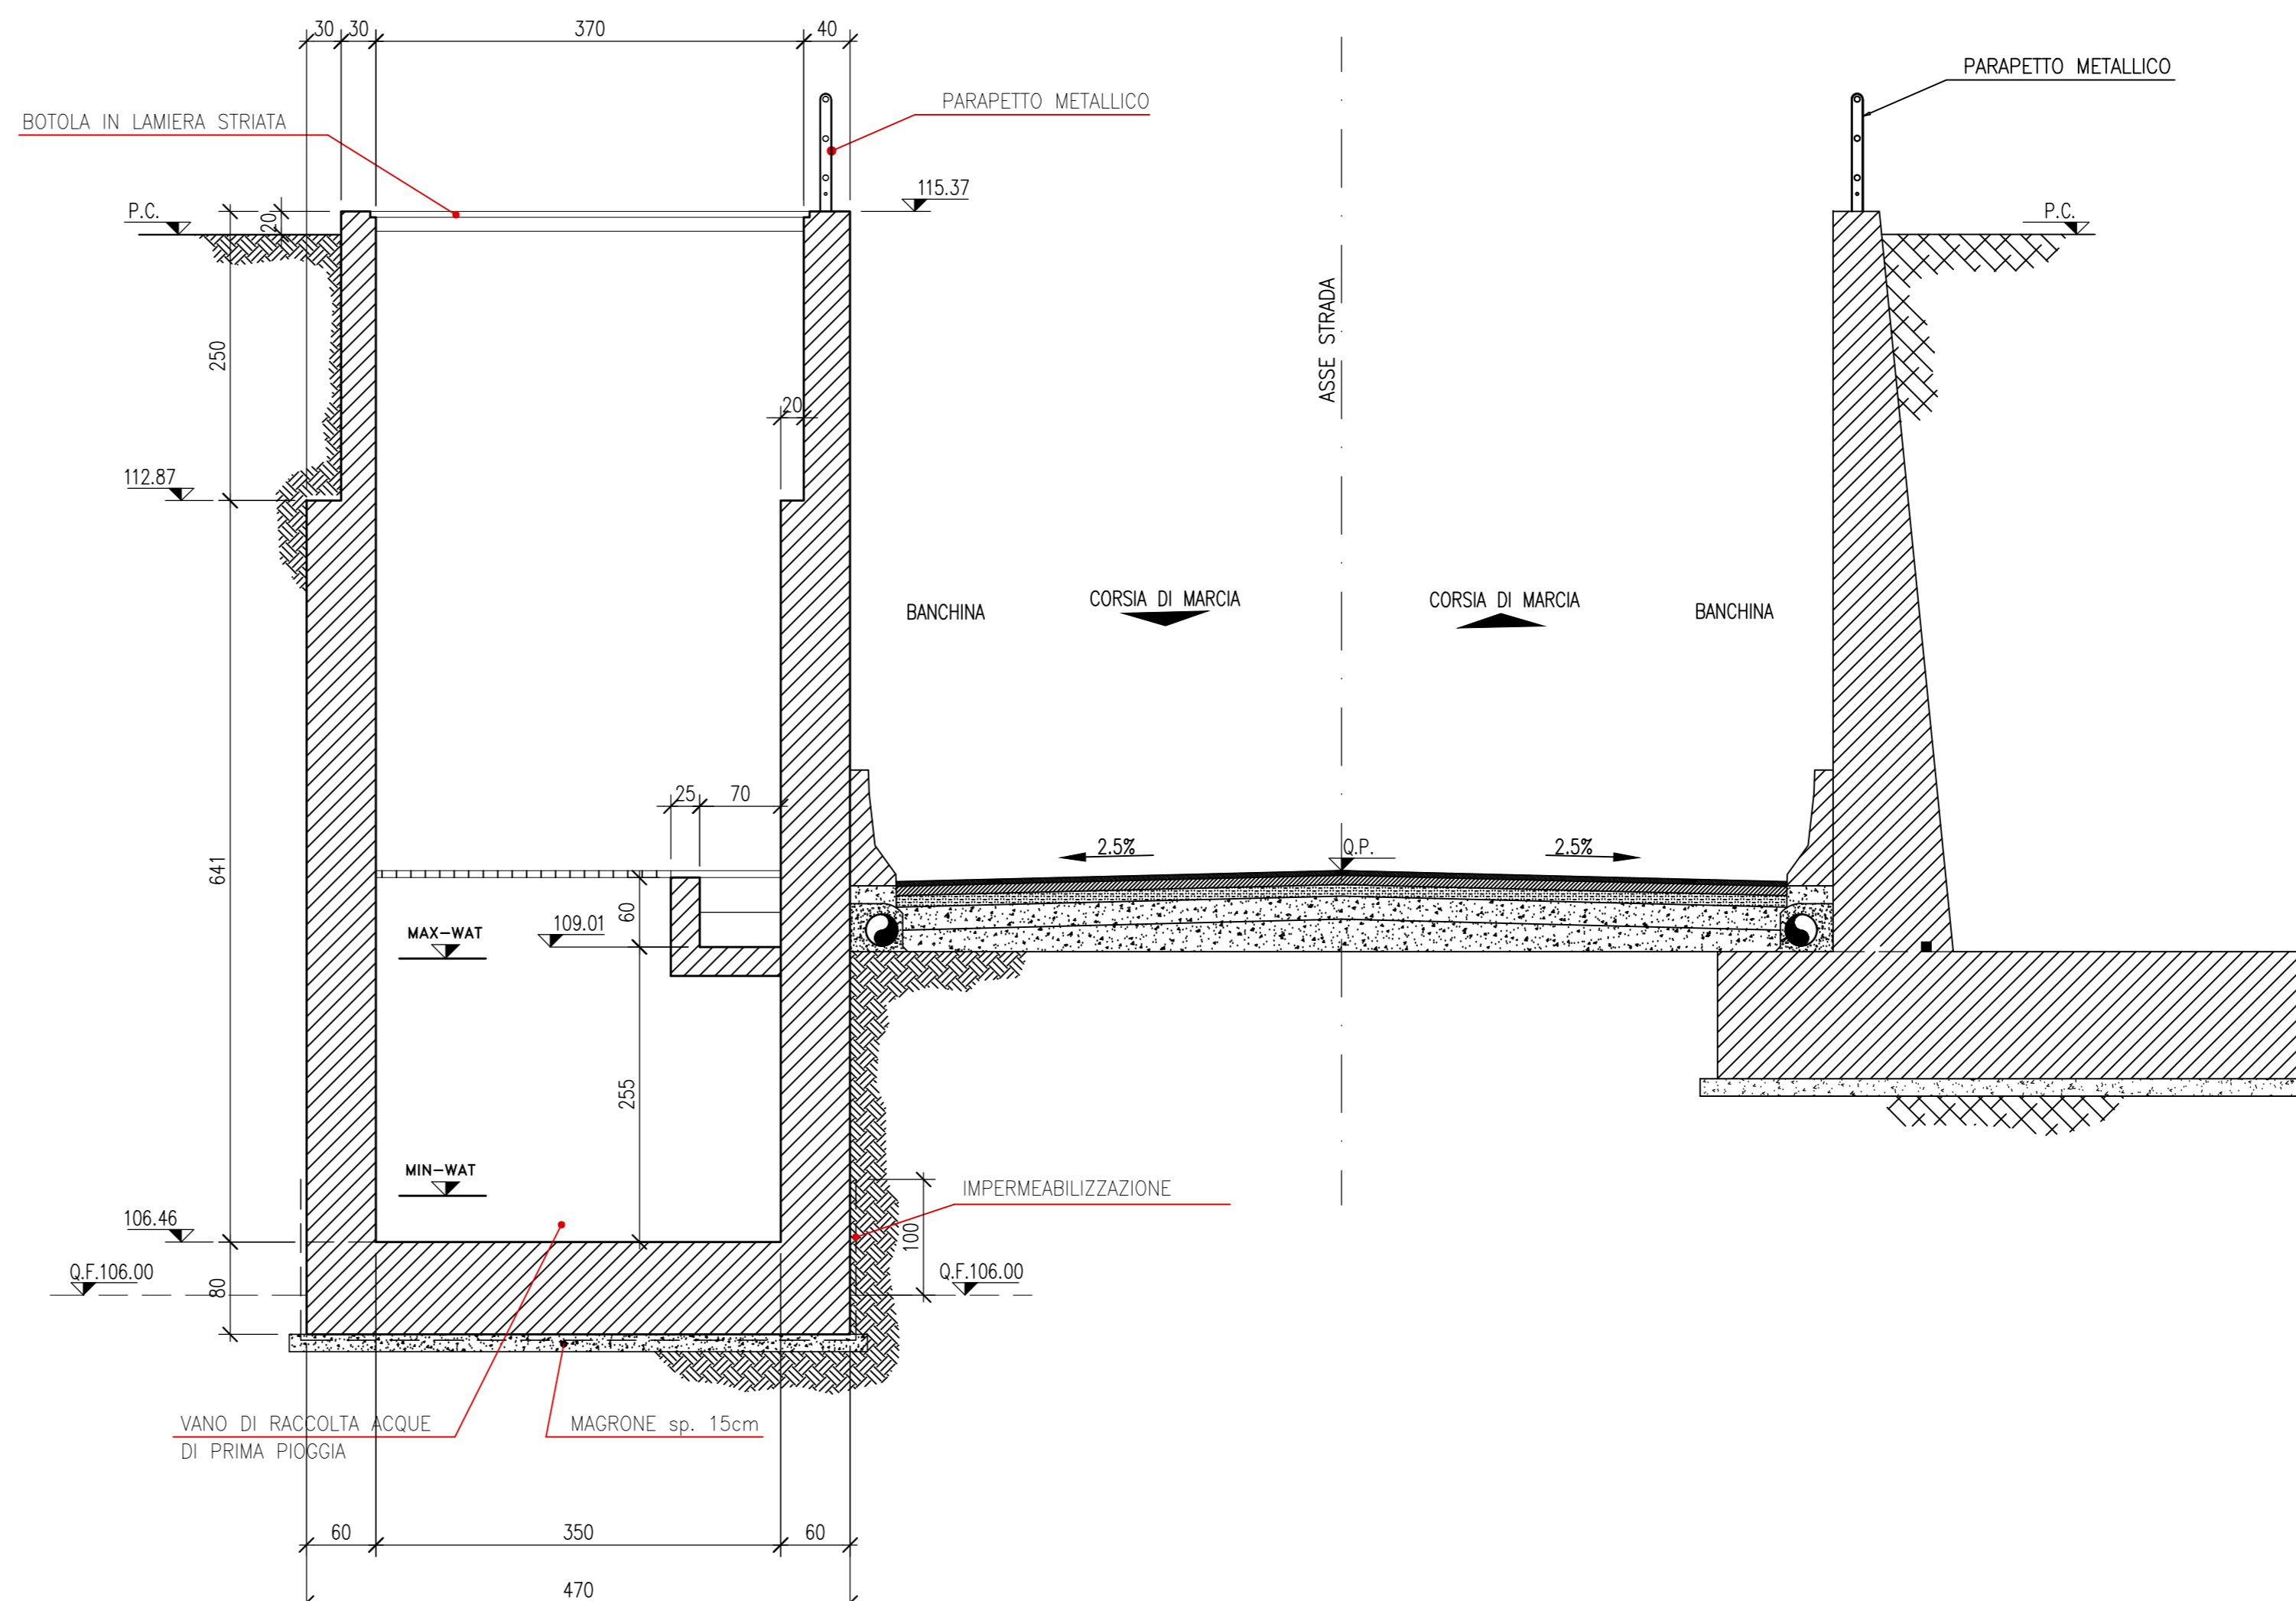 30
30
370
40
PARAPETTO METALLICO
PARAPETTO METALLICO
BOTOLA IN LAMIERA STRIATA
115.37
P.C.
20
P.C.
ASSE STRADA
250
20
112.87
BANCHINA
CORSIA DI MARCIA
CORSIA DI MARCIA
BANCHINA
25
70
2.5%
Q.P.
2.5%
641
60
109.01
MAX-WAT
255
MIN-WAT
IMPERMEABILIZZAZIONE
106.46
100
Q.F.106.00
80
Q.F.106.00
VANO DI RACCOLTA ACQUE
DI PRIMA PIOGGIA
MAGRONE sp. 15cm
60
350
60
470